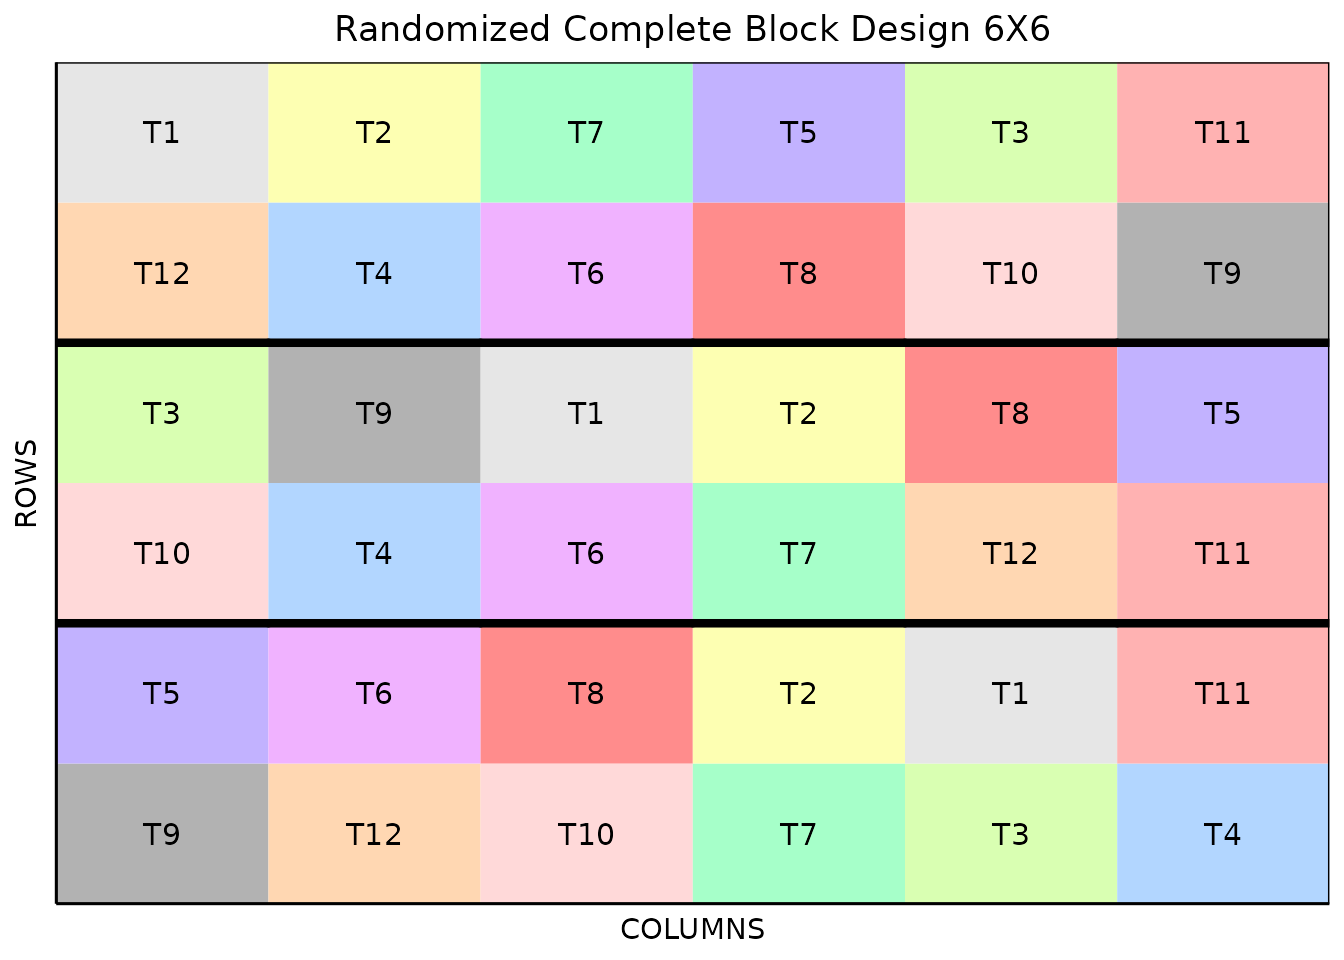 Randomized Complete Block Design 6X6
T1 T2 T7 T5 T3 T11
T12 T4 T6 T8 T10 T9
T3 T9 T1 T2 T8 T5
ROWS
T10 T4 T6 T7 T12 T11
T5 T6 T8 T2 T1 T11
T9 T12 T10 T7 T3 T4
COLUMNS